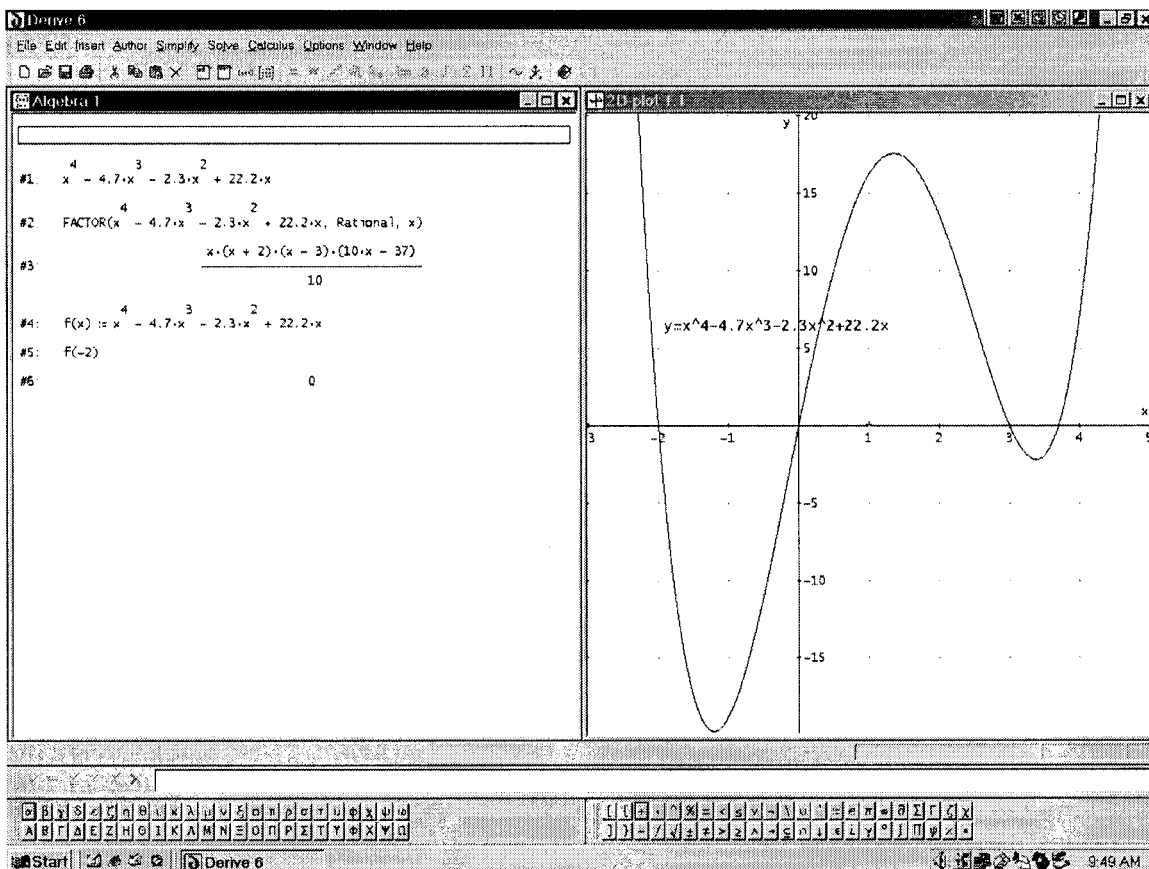 Derive 6
File Edit Insert Author Simplify Solve Calculus Options Window Help
Algebra 1
#1: x^4 - 4.7·x^3 - 2.3·x^2 + 22.2·x
#2: FACTOR(x^4 - 4.7·x^3 - 2.3·x^2 + 22.2·x, Rational, x)
#3: x·(x + 2)·(x - 3)·(10·x - 37)
10
#4: f(x) := x^4 - 4.7·x^3 - 2.3·x^2 + 22.2·x
#5: f(-2)
#6: 0
2D-plot 1:1
y
20
15
10
y=x^4-4.7x^3-2.3x^2+22.2x
5
x
3 -2 -1 1 2 3 4 5
-5
-10
-15
α β γ δ ε ζ η θ ι κ λ μ ν ξ ο π ρ σ τ υ φ χ ψ ω
Α Β Γ Δ Ε Ζ Η Θ Ι Κ Λ Μ Ν Ξ Ο Π Ρ Σ Τ Υ Φ Χ Ψ Ω
Start
Derive 6
9:49 AM